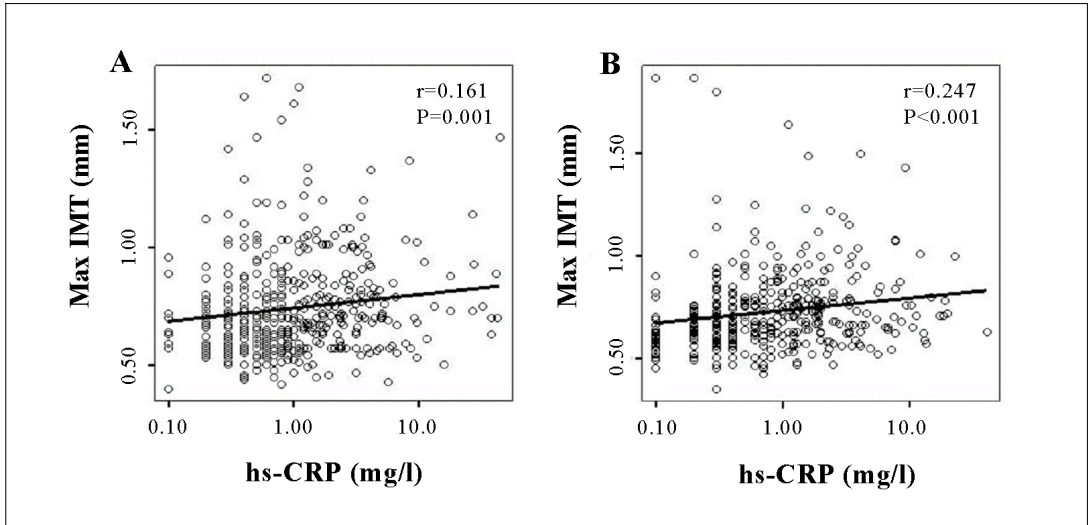 A
r=0.161
P=0.001
Max IMT (mm)
1.50
1.00
0.50
0.10
1.00
10.0
hs-CRP (mg/l)
B
r=0.247
P<0.001
Max IMT (mm)
1.50
1.00
0.50
0.10
1.00
10.0
hs-CRP (mg/l)